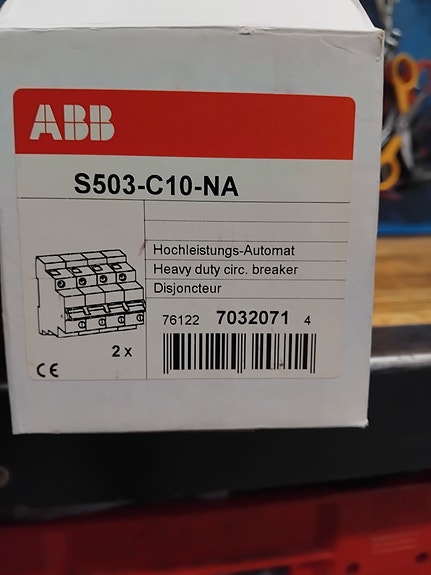 ABB
S503-C10-NA
Hochleistungs-Automat
Heavy duty circ. breaker
Disjoncteur
76122 7032071 4
2 x
CE